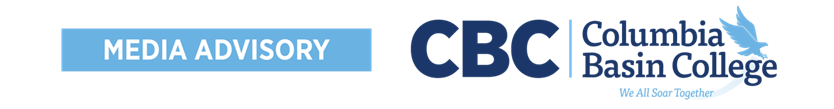 MEDIA ADVISORY
CBC
Columbia
Basin College
We All Soar Together